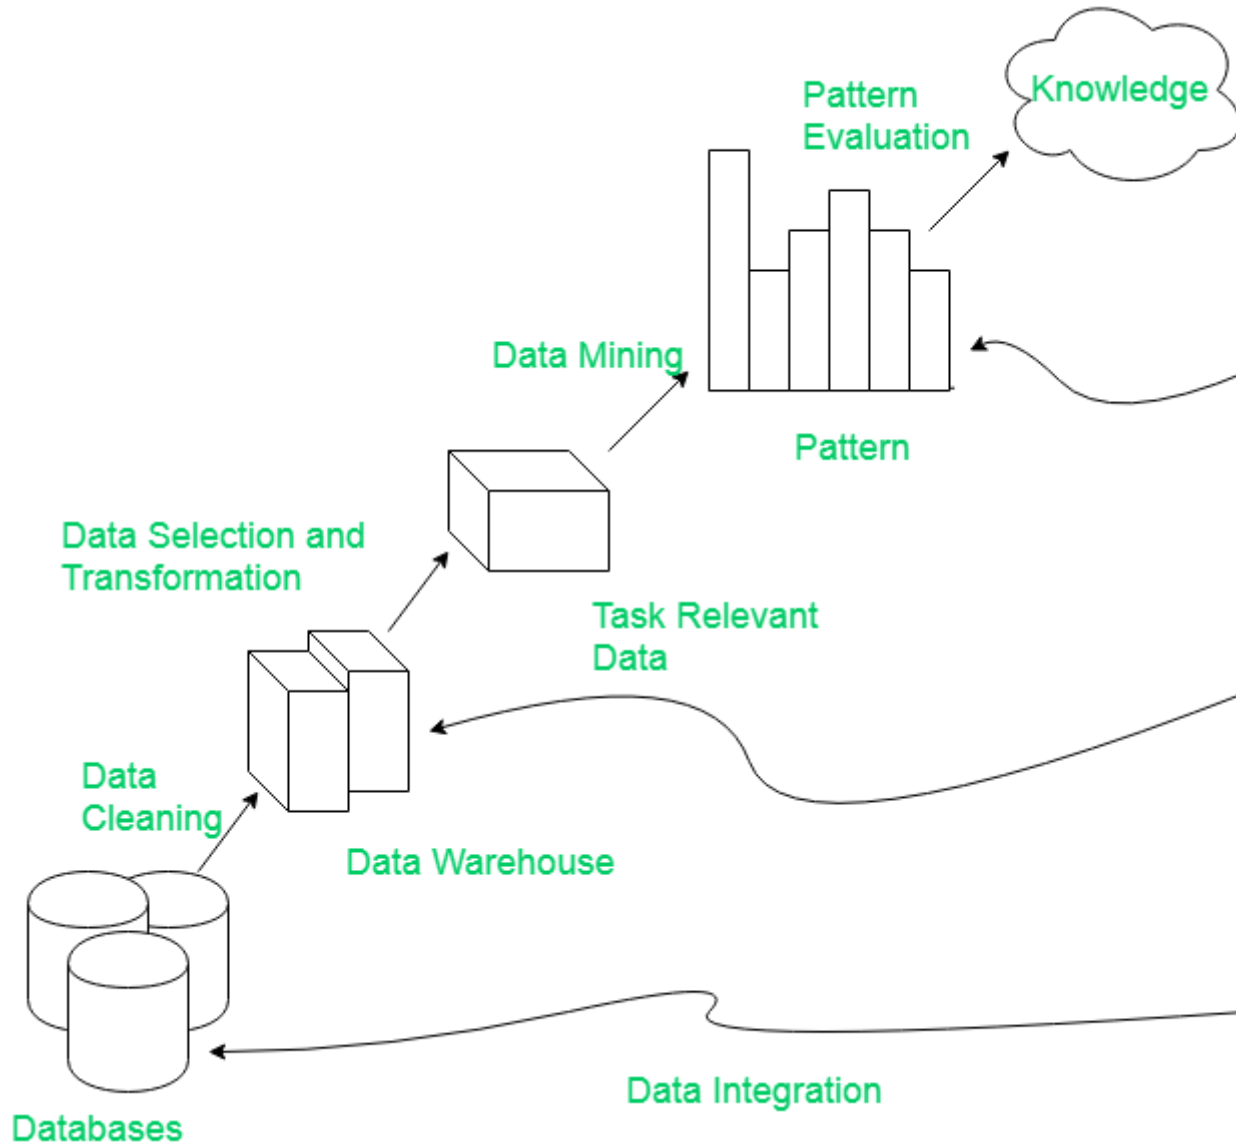 Knowledge
Pattern
Evaluation
Data Mining
Pattern
Data Selection and
Transformation
Task Relevant
Data
Data
Cleaning
Data Warehouse
Data Integration
Databases